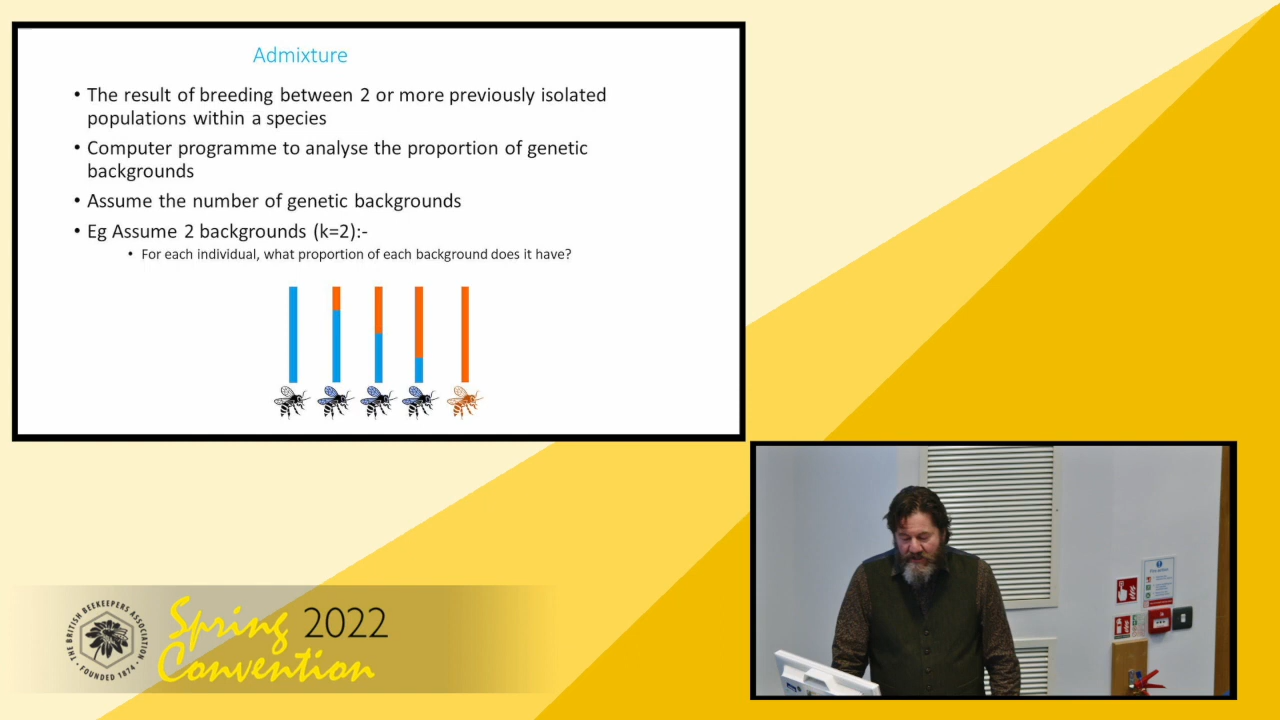 Admixture
• The result of breeding between 2 or more previously isolated
populations within a species
• Computer programme to analyse the proportion of genetic
backgrounds
• Assume the number of genetic backgrounds
• Eg Assume 2 backgrounds (k=2):-
• For each individual, what proportion of each background does it have?
THE BRITISH BEEKEEPERS ASSOCIATION
• FOUNDED 1874 •
Spring 2022
Convention
Fire action